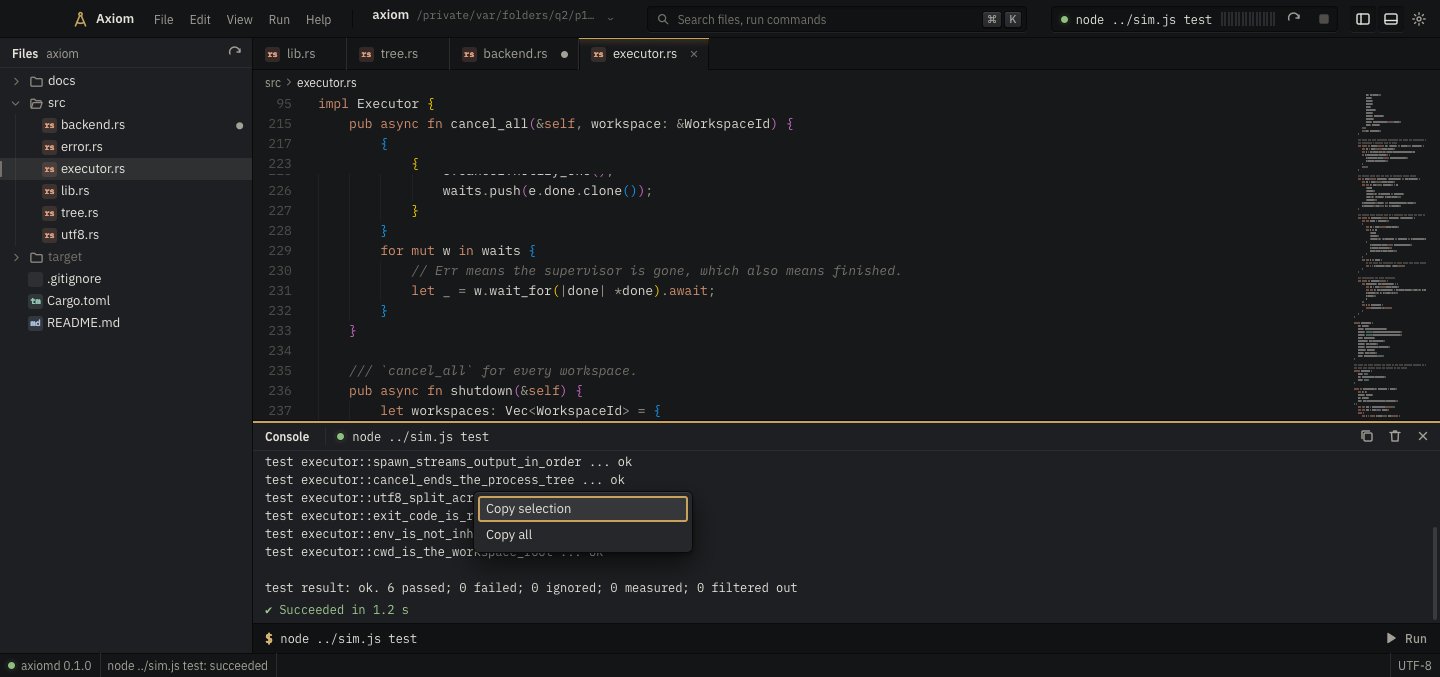 Axiom File Edit View Run Help axiom /private/var/folders/q2/p1… Search files, run commands ⌘ K node ../sim.js test
Files axiom
docs
src
backend.rs
error.rs
executor.rs
lib.rs
tree.rs
utf8.rs
target
.gitignore
Cargo.toml
README.md
lib.rs tree.rs backend.rs executor.rs
src > executor.rs
95 impl Executor {
215 pub async fn cancel_all(&self, workspace: &WorkspaceId) {
217 {
223 {
226 waits.push(e.done.clone());
227 }
228 }
229 for mut w in waits {
230 // Err means the supervisor is gone, which also means finished.
231 let _ = w.wait_for(|done| *done).await;
232 }
233 }
234
235 /// `cancel_all` for every workspace.
236 pub async fn shutdown(&self) {
237 let workspaces: Vec<WorkspaceId> = {
Console node ../sim.js test
test executor::spawn_streams_output_in_order ... ok
test executor::cancel_ends_the_process_tree ... ok
test executor::utf8_split_acr
test executor::exit_code_is_r
test executor::env_is_not_inh
test executor::cwd_is_the_workspace_root ... ok
Copy selection
Copy all
test result: ok. 6 passed; 0 failed; 0 ignored; 0 measured; 0 filtered out
✔ Succeeded in 1.2 s
$ node ../sim.js test Run
axiomd 0.1.0 node ../sim.js test: succeeded UTF-8